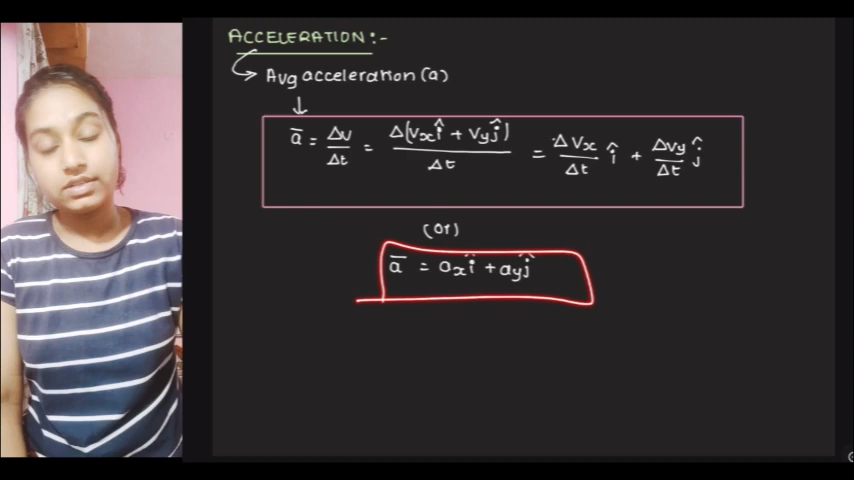 ACCELERATION :-
→ Avg acceleration (a)
↓
a̅ = Δv/Δt = Δ(vxî + vyĵ)/Δt = ΔVx/Δt î + Δvy/Δt ĵ
(or)
a̅ = axî + ayĵ